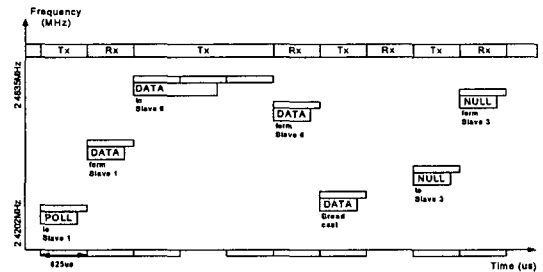 Frequency
(MHz)
Tx Rx Tx Rx Tx Rx Tx Rx
2.4835MHz
DATA
to
Slave 6
NULL
form
Slave 3
DATA
form
Slave 6
DATA
form
Slave 1
NULL
to
Slave 3
DATA
Broad
cast
POLL
to
Slave 1
2.4202MHz
625us
Time (us)